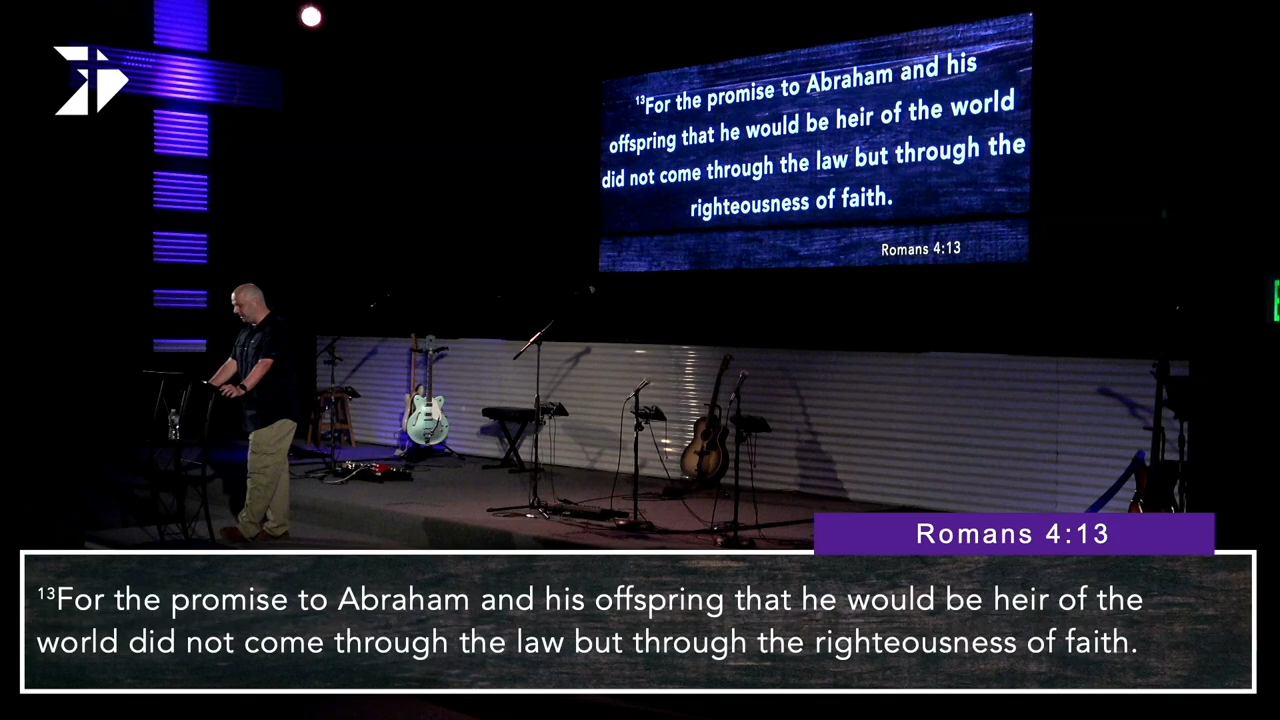 ¹³For the promise to Abraham and his
offspring that he would be heir of the world
did not come through the law but through the
righteousness of faith.
Romans 4:13
Romans 4:13
¹³For the promise to Abraham and his offspring that he would be heir of the
world did not come through the law but through the righteousness of faith.